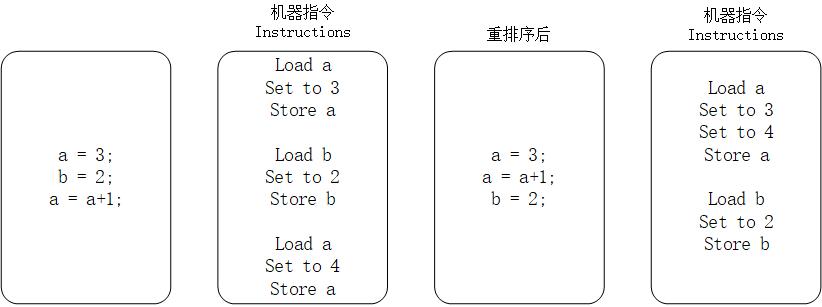 机器指令
Instructions
重排序后
机器指令
Instructions
a = 3;
b = 2;
a = a+1;
Load a
Set to 3
Store a
Load b
Set to 2
Store b
Load a
Set to 4
Store a
a = 3;
a = a+1;
b = 2;
Load a
Set to 3
Set to 4
Store a
Load b
Set to 2
Store b